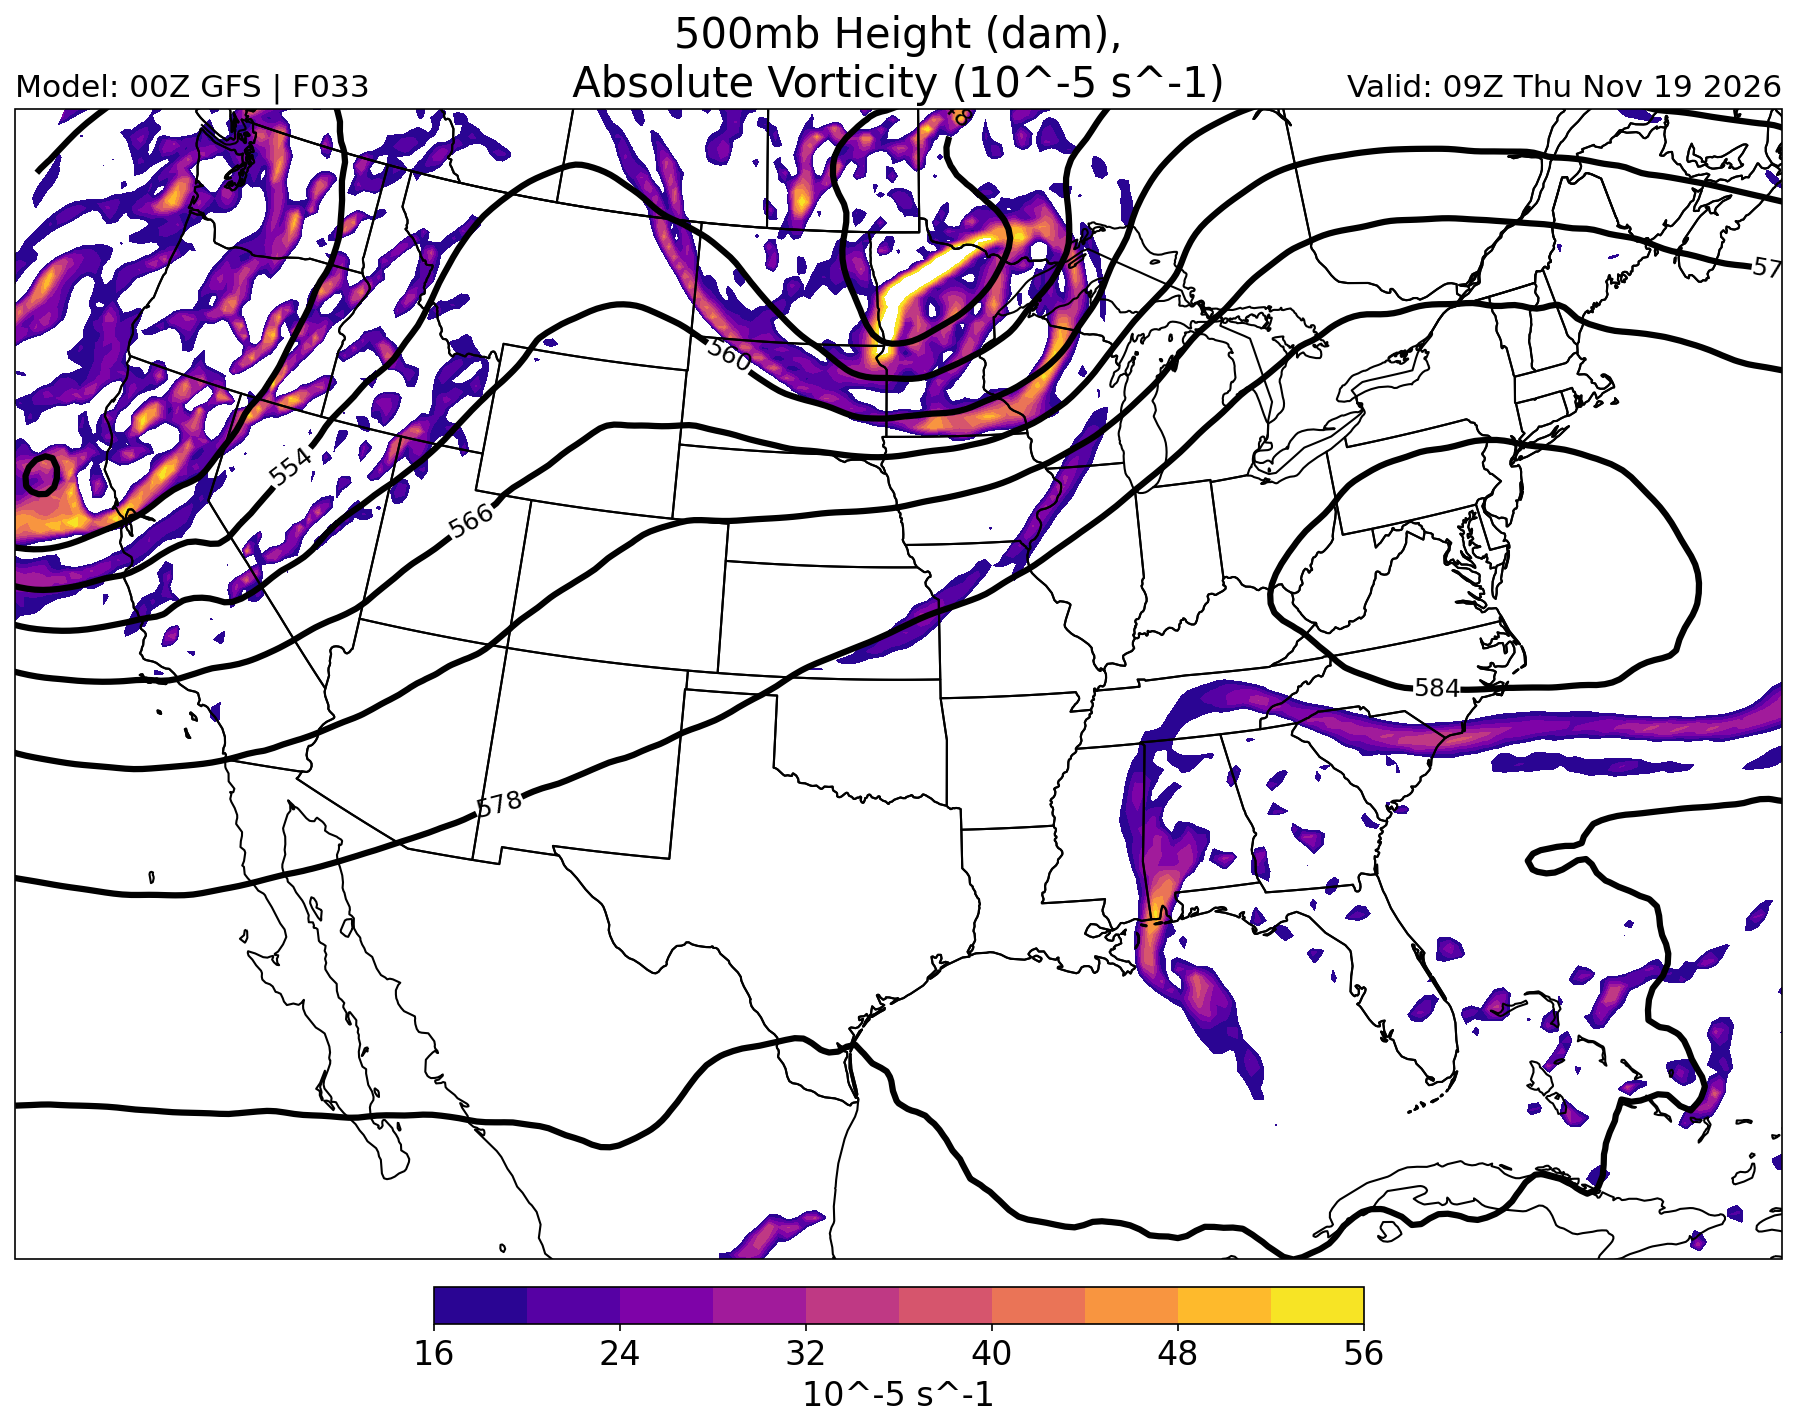 500mb Height (dam),
Absolute Vorticity (10^-5 s^-1)
Model: 00Z GFS | F033
Valid: 09Z Thu Nov 19 2026
57
560
554
566
584
578
16 24 32 40 48 56
10^-5 s^-1